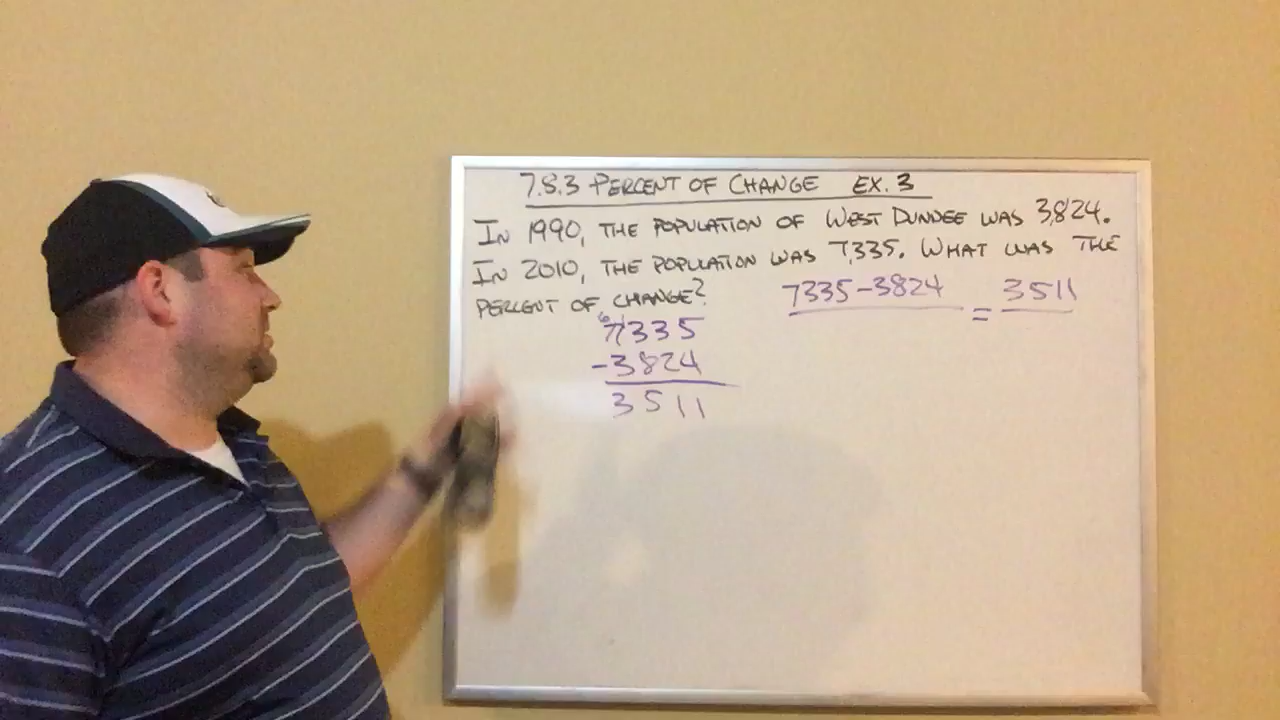 7.S.3 PERCENT OF CHANGE EX. 3
IN 1990, THE POPULATION OF WEST DUNDEE WAS 3,824.
IN 2010, THE POPULATION WAS 7,335. WHAT WAS THE
PERCENT OF CHANGE?
7335-3824 = 3511
6 1
7335
-3824
3511